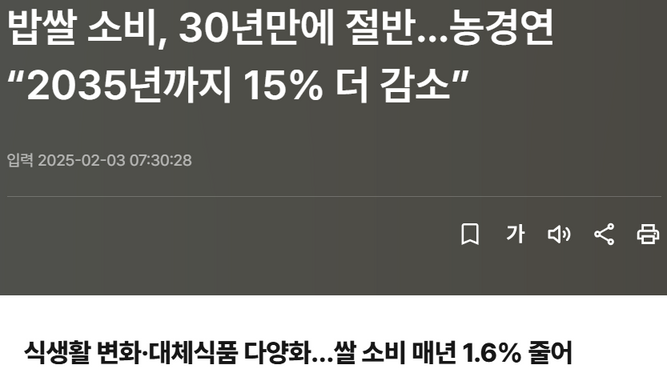 밥쌀 소비, 30년만에 절반…농경연
“2035년까지 15% 더 감소”
입력 2025-02-03 07:30:28
가
식생활 변화·대체식품 다양화…쌀 소비 매년 1.6% 줄어